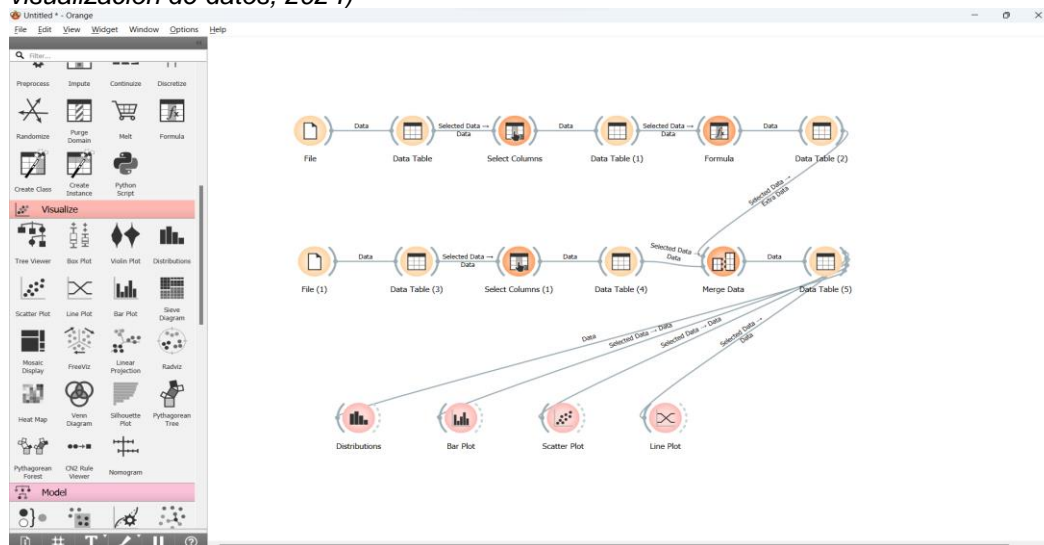 visualización de datos, 2024)
Untitled * - Orange
File Edit View Widget Window Options Help
Filter...
Preprocess Impute Continuize Discretize
Randomize Purge Domain Melt Formula
Create Class Create Instance Python Script
Visualize
Tree Viewer Box Plot Violin Plot Distributions
Scatter Plot Line Plot Bar Plot Sieve Diagram
Mosaic Display FreeViz Linear Projection Radviz
Heat Map Venn Diagram Silhouette Plot Pythagorean Tree
Pythagorean Forest CN2 Rule Viewer Nomogram
Model
Data Selected Data → Data Data Selected Data → Data Data
File Data Table Select Columns Data Table (1) Formula Data Table (2)
Selected Data → Extra Data
Data Selected Data → Data Data Selected Data → Data Data
File (1) Data Table (3) Select Columns (1) Data Table (4) Merge Data Data Table (5)
Data Selected Data → Data Selected Data → Data Selected Data → Data
Distributions Bar Plot Scatter Plot Line Plot